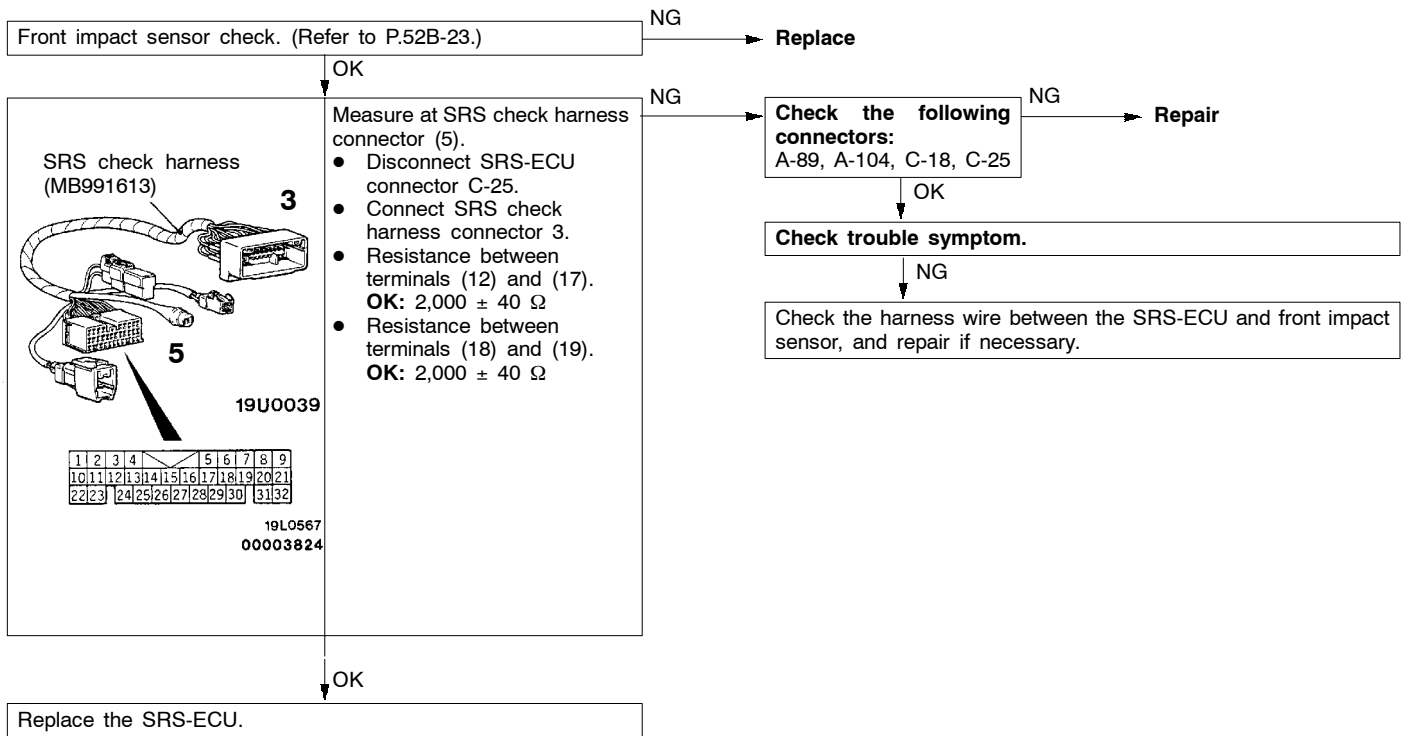 Front impact sensor check. (Refer to P.52B-23.)
NG
Replace
OK
SRS check harness
(MB991613)
3
5
19U0039
1 2 3 4 5 6 7 8 9
10 11 12 13 14 15 16 17 18 19 20 21
22 23 24 25 26 27 28 29 30 31 32
19L0567
00003824
Measure at SRS check harness
connector (5).
● Disconnect SRS-ECU
connector C-25.
● Connect SRS check
harness connector 3.
● Resistance between
terminals (12) and (17).
OK: 2,000 ± 40 Ω
● Resistance between
terminals (18) and (19).
OK: 2,000 ± 40 Ω
NG
Check the following
connectors:
A-89, A-104, C-18, C-25
NG
Repair
OK
Check trouble symptom.
NG
Check the harness wire between the SRS-ECU and front impact
sensor, and repair if necessary.
OK
Replace the SRS-ECU.